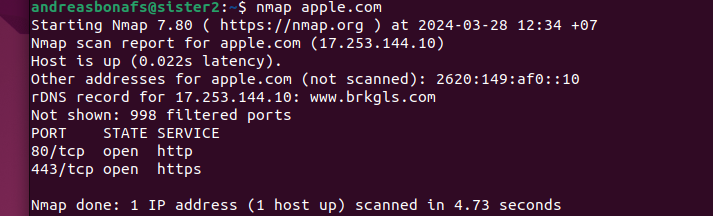 andreasbonafs@sister2:~$ nmap apple.com
Starting Nmap 7.80 ( https://nmap.org ) at 2024-03-28 12:34 +07
Nmap scan report for apple.com (17.253.144.10)
Host is up (0.022s latency).
Other addresses for apple.com (not scanned): 2620:149:af0::10
rDNS record for 17.253.144.10: www.brkgls.com
Not shown: 998 filtered ports
PORT    STATE SERVICE
80/tcp  open  http
443/tcp open  https
Nmap done: 1 IP address (1 host up) scanned in 4.73 seconds